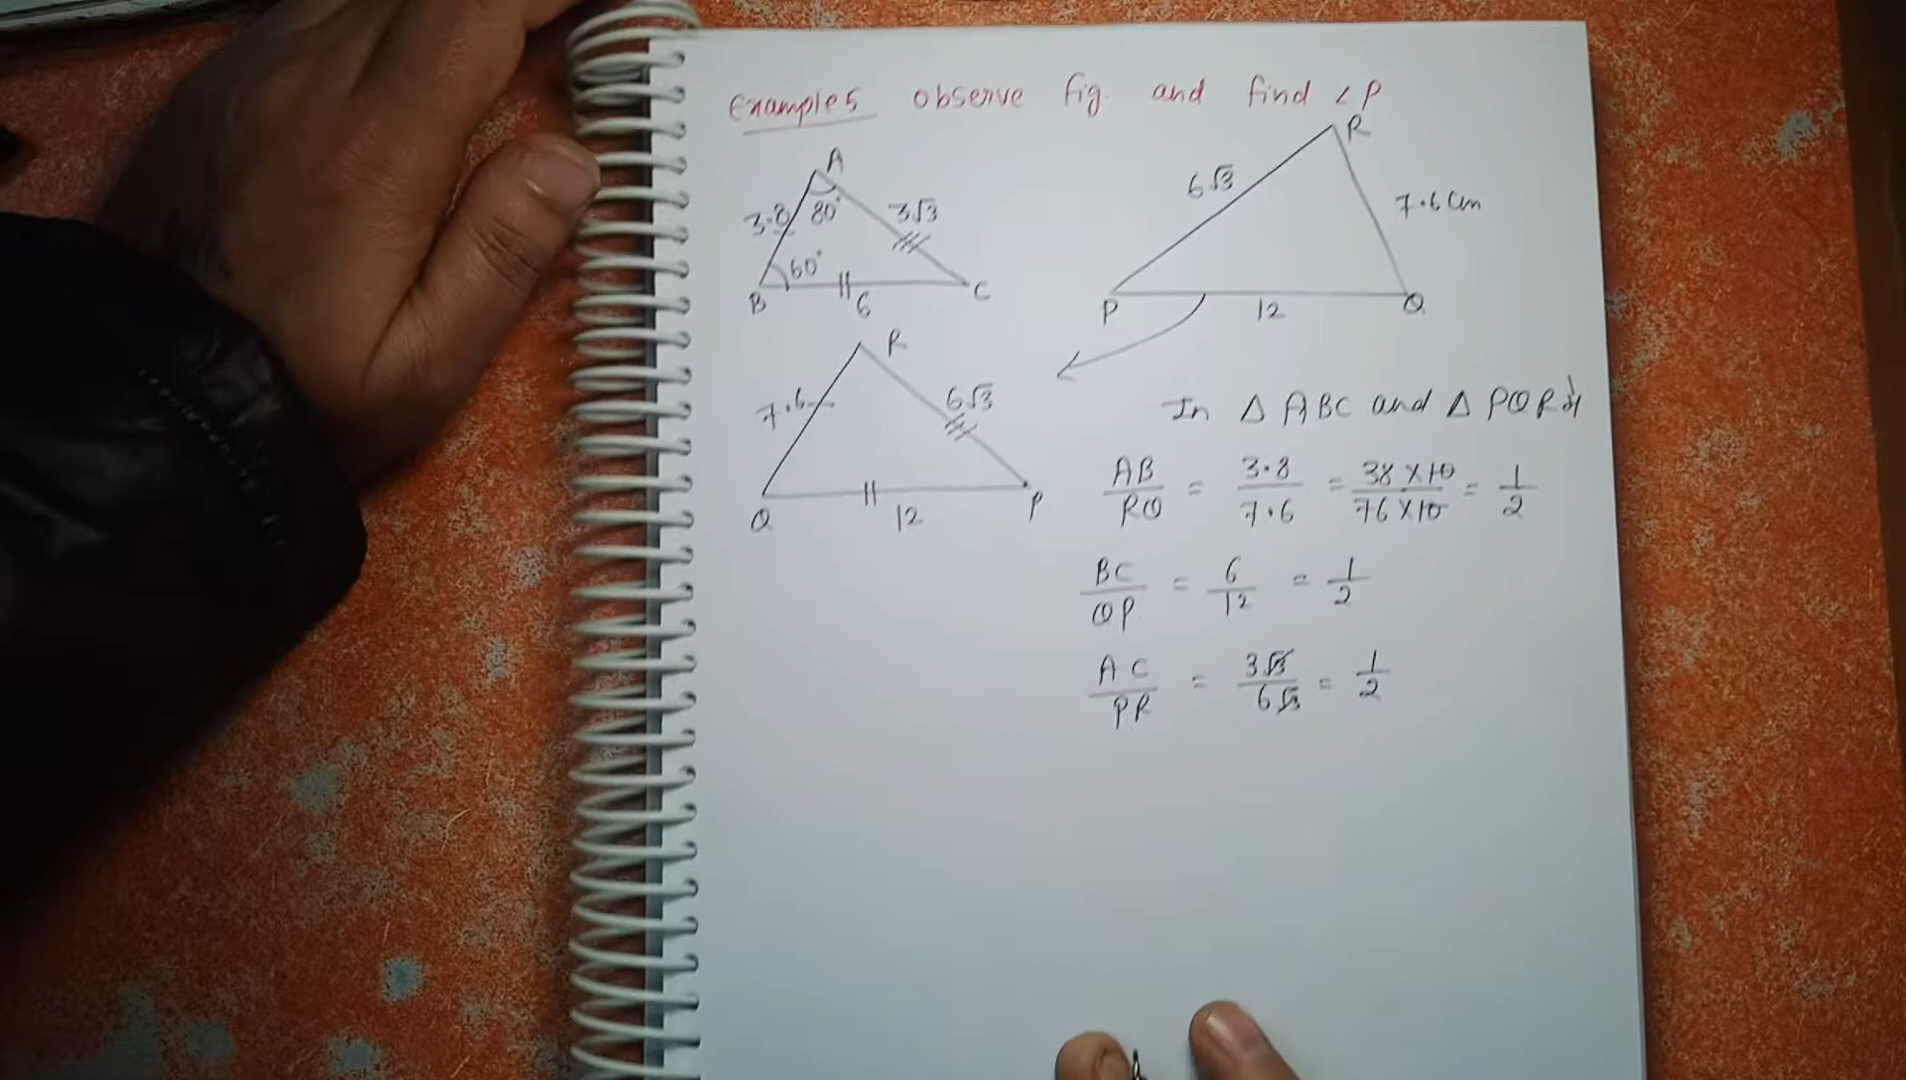 Example 5 observe fig. and find ∠P
A
3.8 80° 3√3
60°
B 6 C
R
6√3 7.6 cm
P 12 Q
R
7.6 6√3
Q 12 P
In △ ABC and △ PQR
AB/RQ = 3.8/7.6 = 38 × 10/76 × 10 = 1/2
BC/QP = 6/12 = 1/2
AC/PR = 3√3/6√3 = 1/2